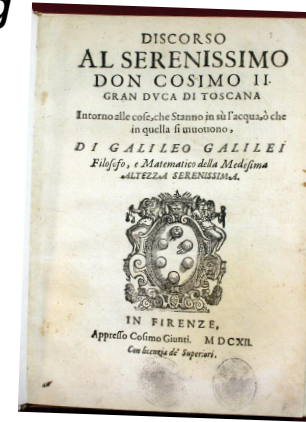 g
DISCORSO
AL SERENISSIMO
DON COSIMO II.
GRAN DVCA DI TOSCANA
Intorno alle cose, che Stanno in sù l'acqua, ò che
in quella si muouono,
DI GALILEO GALILEI
Filosofo, e Matematico della Medesima
ALTEZZA SERENISSIMA.
IN FIRENZE,
Appresso Cosimo Giunti. MDCXII.
Con licenzia de' Superiori.